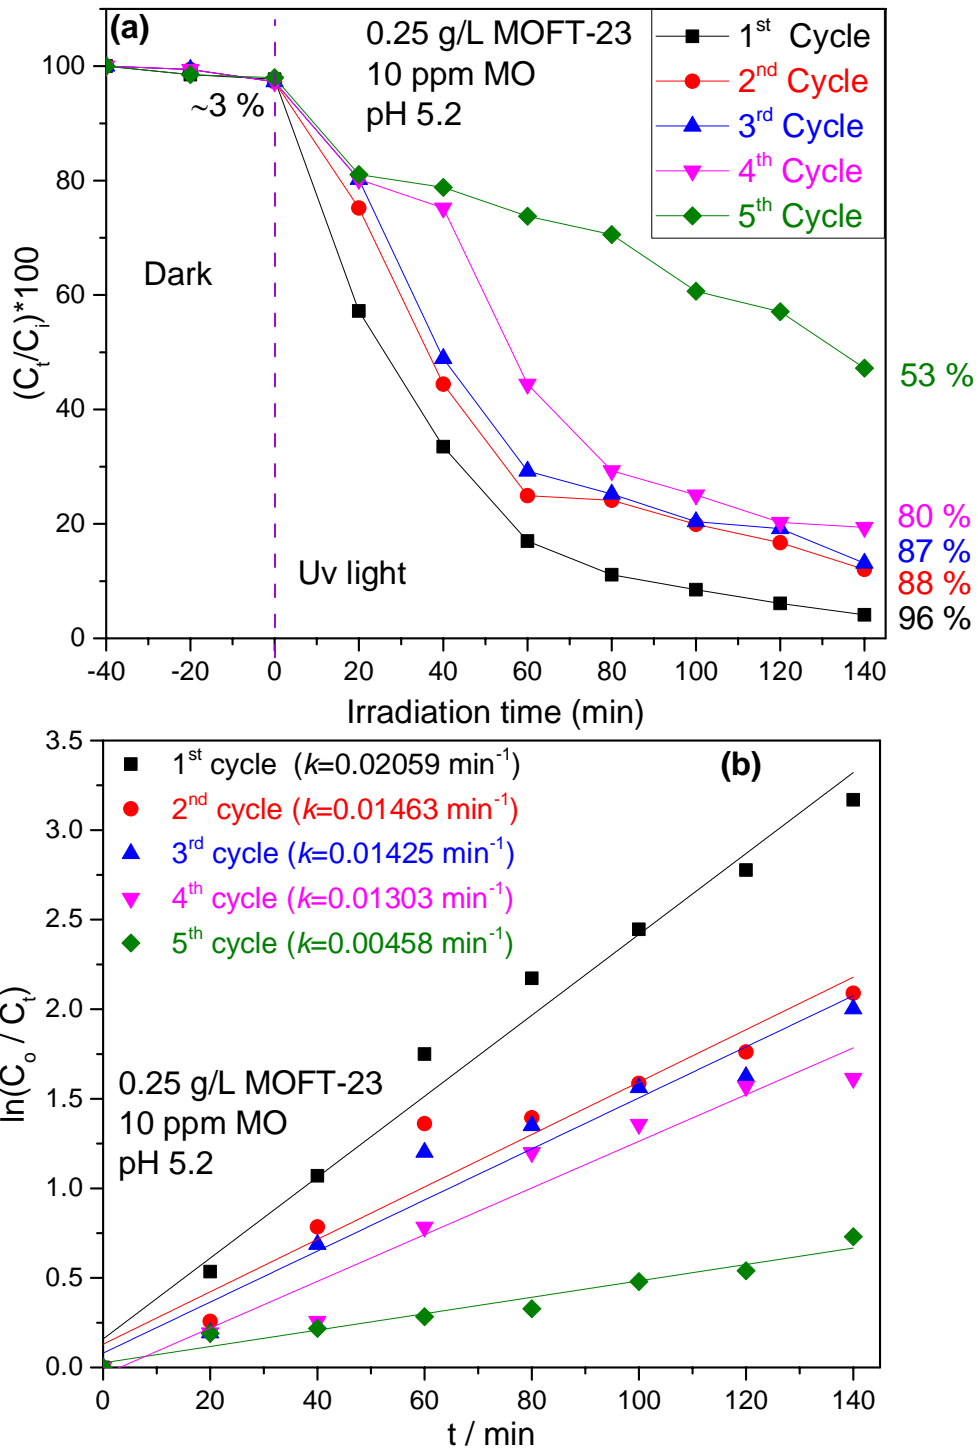 (a)
0.25 g/L MOFT-23
10 ppm MO
pH 5.2
1st Cycle
2nd Cycle
3rd Cycle
4th Cycle
5th Cycle
~3 %
Dark
Uv light
53 %
80 %
87 %
88 %
96 %
(Ct/Ci)*100
100
80
60
40
20
0
-40 -20 0 20 40 60 80 100 120 140
Irradiation time (min)
(b)
1st cycle (k=0.02059 min-1)
2nd cycle (k=0.01463 min-1)
3rd cycle (k=0.01425 min-1)
4th cycle (k=0.01303 min-1)
5th cycle (k=0.00458 min-1)
0.25 g/L MOFT-23
10 ppm MO
pH 5.2
ln(Co / Ct)
3.5
3.0
2.5
2.0
1.5
1.0
0.5
0.0
0 20 40 60 80 100 120 140
t / min